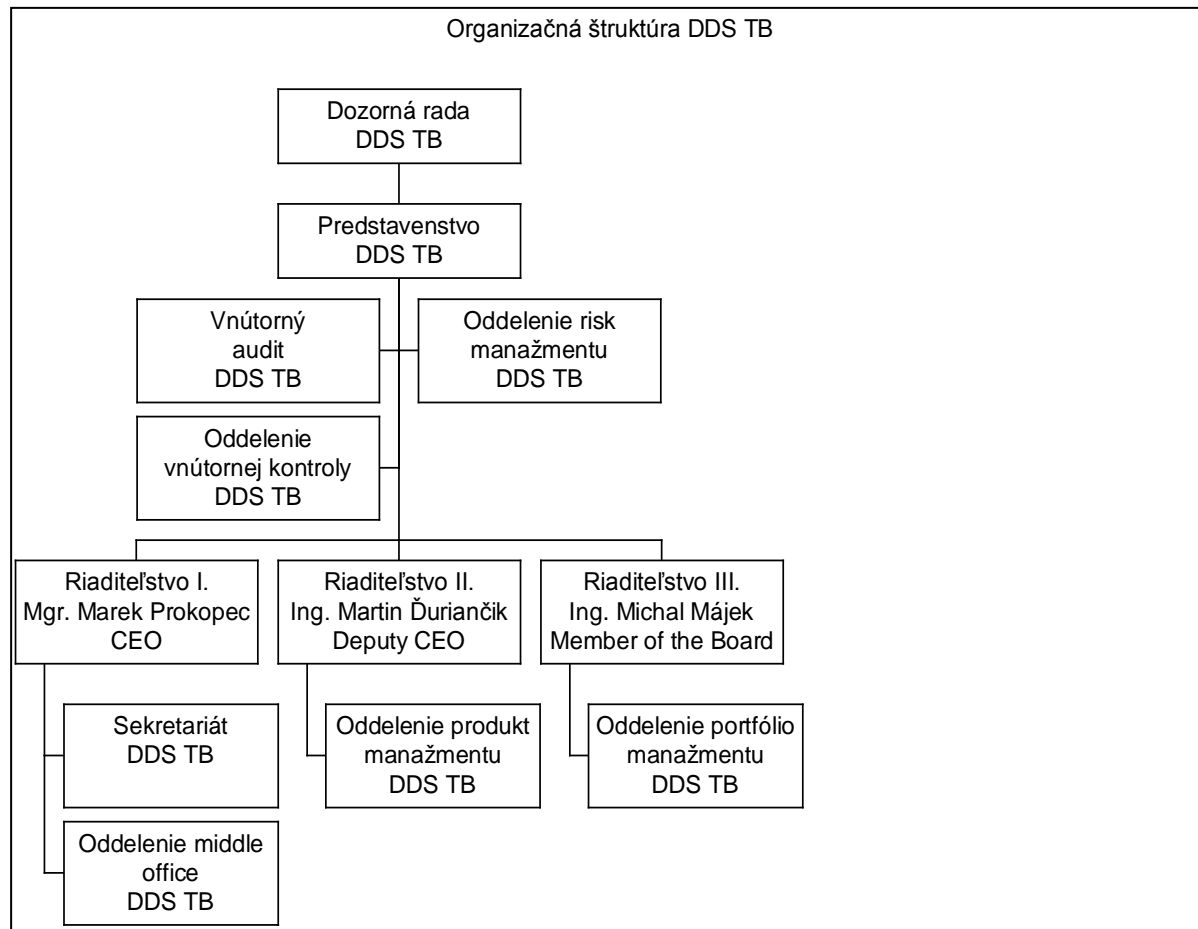 Organizačná štruktúra DDS TB
Dozorná rada
DDS TB
Predstavenstvo
DDS TB
Vnútorný
audit
DDS TB
Oddelenie risk
manažmentu
DDS TB
Oddelenie
vnútornej kontroly
DDS TB
Riaditeľstvo I.
Mgr. Marek Prokopec
CEO
Riaditeľstvo II.
Ing. Martin Ďuriančik
Deputy CEO
Riaditeľstvo III.
Ing. Michal Májek
Member of the Board
Sekretariát
DDS TB
Oddelenie produkt
manažmentu
DDS TB
Oddelenie portfólio
manažmentu
DDS TB
Oddelenie middle
office
DDS TB